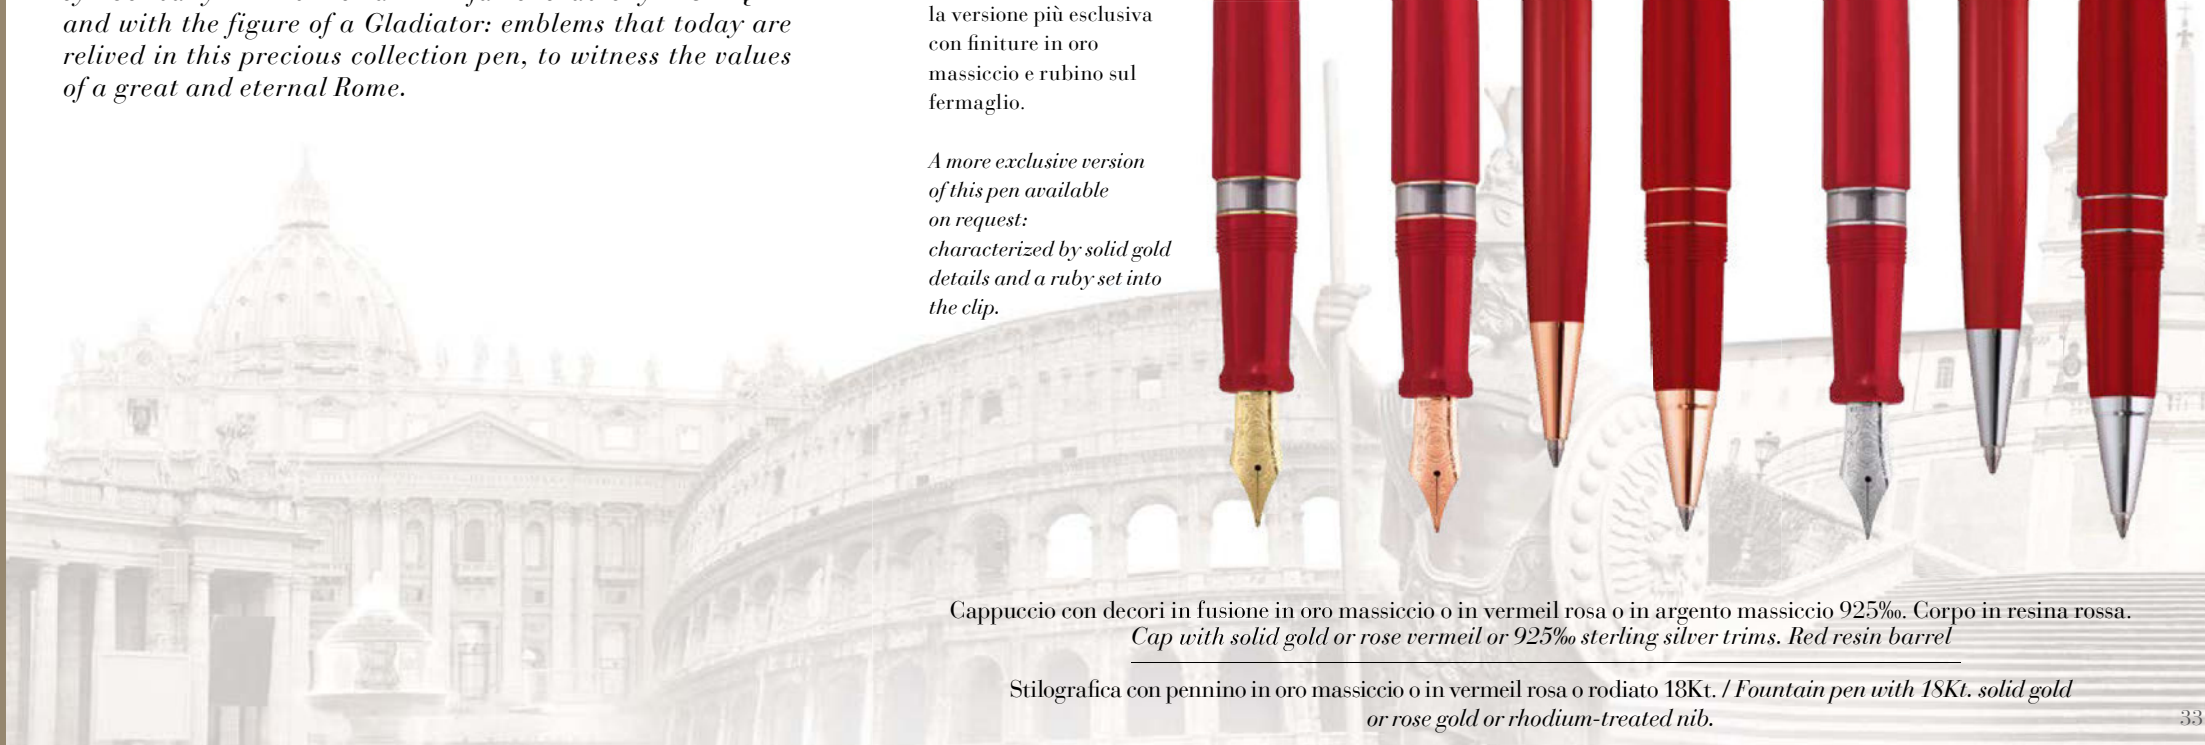 and with the figure of a Gladiator: emblems that today are
relived in this precious collection pen, to witness the values
of a great and eternal Rome.
la versione più esclusiva
con finiture in oro
massiccio e rubino sul
fermaglio.
A more exclusive version
of this pen available
on request:
characterized by solid gold
details and a ruby set into
the clip.
Cappuccio con decori in fusione in oro massiccio o in vermeil rosa o in argento massiccio 925‰. Corpo in resina rossa.
Cap with solid gold or rose vermeil or 925‰ sterling silver trims. Red resin barrel
Stilografica con pennino in oro massiccio o in vermeil rosa o rodiato 18Kt. / Fountain pen with 18Kt. solid gold
or rose gold or rhodium-treated nib.
33